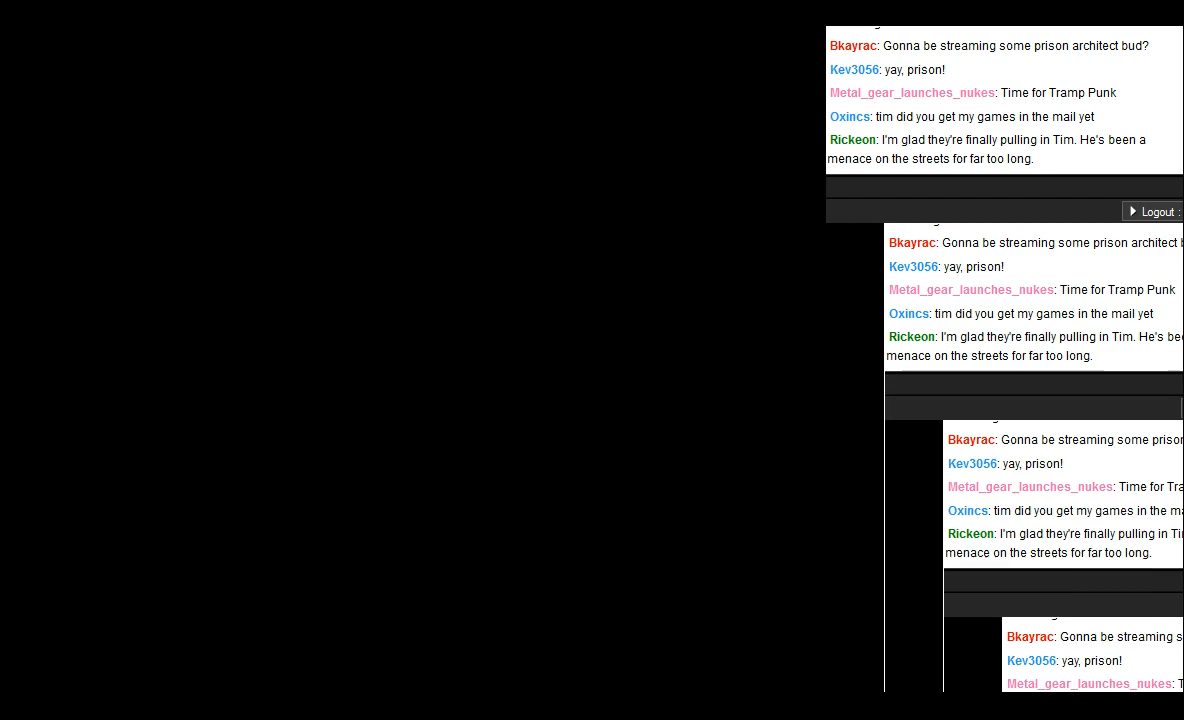 Bkayrac: Gonna be streaming some prison architect bud?
Kev3056: yay, prison!
Metal_gear_launches_nukes: Time for Tramp Punk
Oxincs: tim did you get my games in the mail yet
Rickeon: I'm glad they're finally pulling in Tim. He's been a
menace on the streets for far too long.
Logout :
Bkayrac: Gonna be streaming some prison architect
Kev3056: yay, prison!
Metal_gear_launches_nukes: Time for Tramp Punk
Oxincs: tim did you get my games in the mail yet
Rickeon: I'm glad they're finally pulling in Tim. He's bee
menace on the streets for far too long.
Bkayrac: Gonna be streaming some prison
Kev3056: yay, prison!
Metal_gear_launches_nukes: Time for Tra
Oxincs: tim did you get my games in the ma
Rickeon: I'm glad they're finally pulling in Ti
menace on the streets for far too long.
Bkayrac: Gonna be streaming s
Kev3056: yay, prison!
Metal_gear_launches_nukes: T